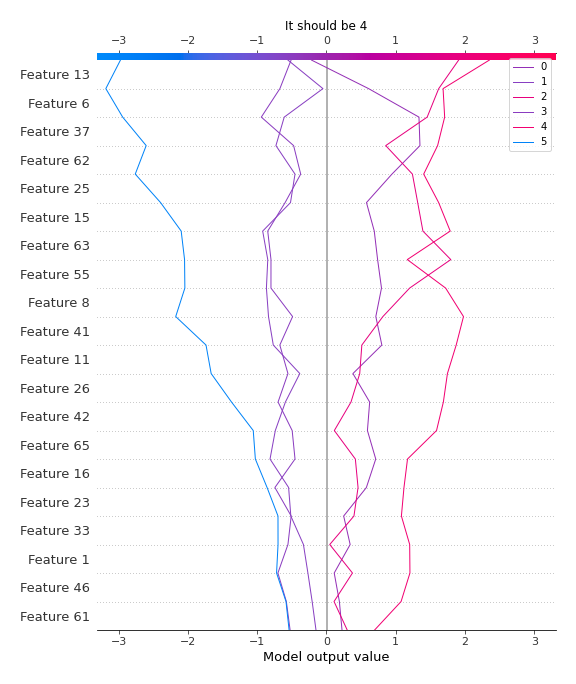 It should be 4
−3 −2 −1 0 1 2 3
0
1
2
3
4
5
Feature 13
Feature 6
Feature 37
Feature 62
Feature 25
Feature 15
Feature 63
Feature 55
Feature 8
Feature 41
Feature 11
Feature 26
Feature 42
Feature 65
Feature 16
Feature 23
Feature 33
Feature 1
Feature 46
Feature 61
−3 −2 −1 0 1 2 3
Model output value